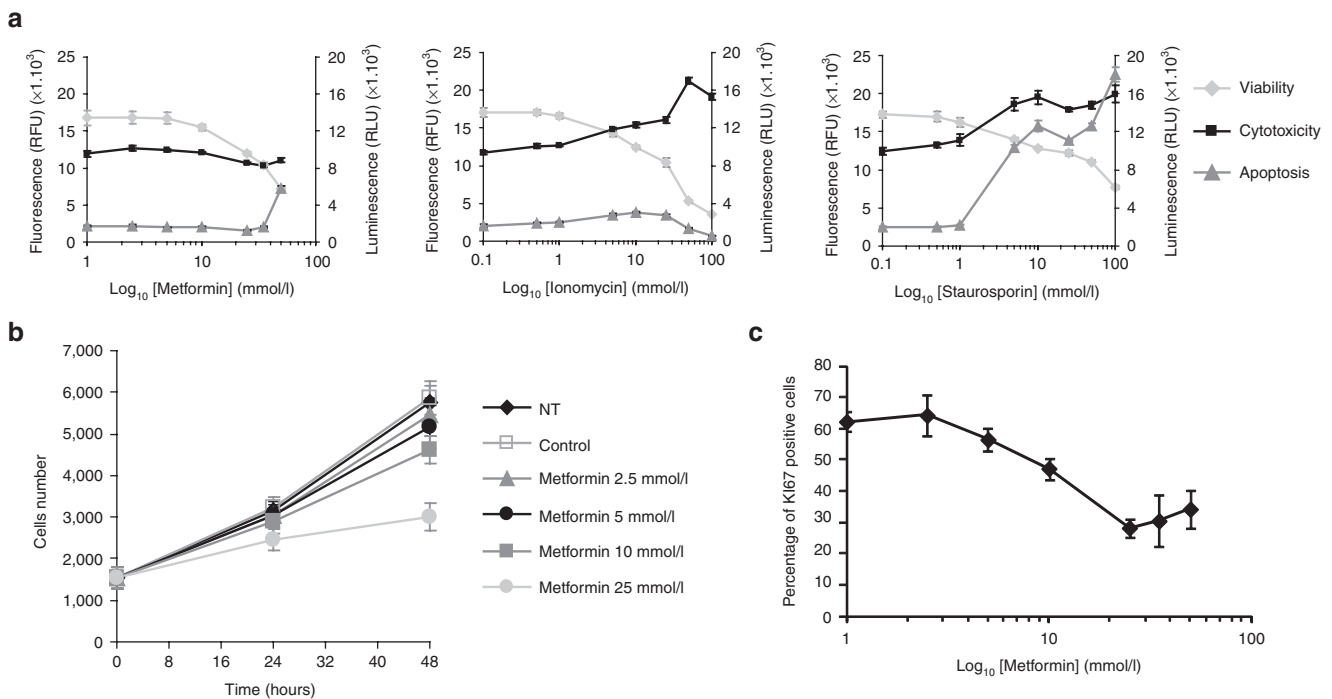 a
Fluorescence (RFU) (×1.10³)
25
20
15
10
5
0
1
10
100
20
16
12
8
4
0
Luminescence (RLU) (×1.10³)
Log₁₀ [Metformin] (mmol/l)
Fluorescence (RFU) (×1.10³)
25
20
15
10
5
0
0.1
1
10
100
20
16
12
8
4
0
Luminescence (RLU) (×1.10³)
Log₁₀ [Ionomycin] (mmol/l)
Fluorescence (RFU) (×1.10³)
25
20
15
10
5
0
0.1
1
10
100
20
16
12
8
4
0
Luminescence (RLU) (×1.10³)
Log₁₀ [Staurosporin] (mmol/l)
Viability
Cytotoxicity
Apoptosis
b
Cells number
7,000
6,000
5,000
4,000
3,000
2,000
1,000
0
0 8 16 24 32 40 48
Time (hours)
NT
Control
Metformin 2.5 mmol/l
Metformin 5 mmol/l
Metformin 10 mmol/l
Metformin 25 mmol/l
c
Percentage of KI67 positive cells
80
70
60
50
40
30
20
10
0
1
10
100
Log₁₀ [Metformin] (mmol/l)